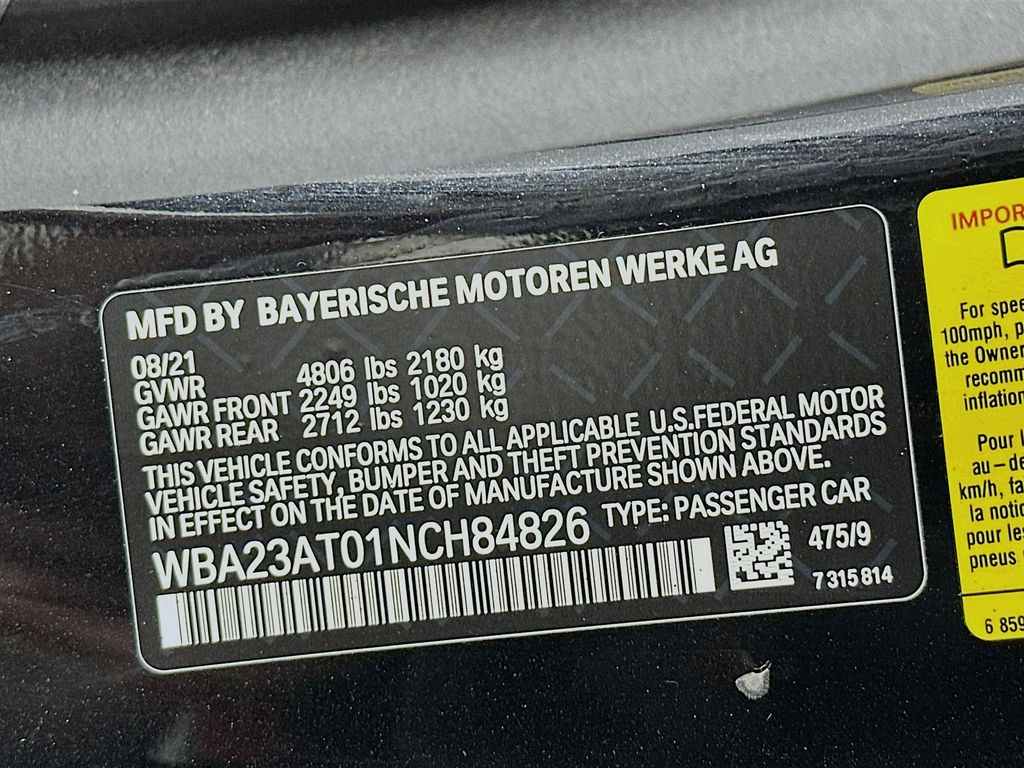 MFD BY BAYERISCHE MOTOREN WERKE AG
08/21
GVWR 4806 lbs 2180 kg
GAWR FRONT 2249 lbs 1020 kg
GAWR REAR 2712 lbs 1230 kg
THIS VEHICLE CONFORMS TO ALL APPLICABLE U.S.FEDERAL MOTOR
VEHICLE SAFETY, BUMPER AND THEFT PREVENTION STANDARDS
IN EFFECT ON THE DATE OF MANUFACTURE SHOWN ABOVE.
WBA23AT01NCH84826 TYPE: PASSENGER CAR
475/9
7315814
IMPOR
For spee
100mph, p
the Owner
recomm
inflation
Pour l
au-de
km/h, fa
la notic
pour les
pneus
6 859